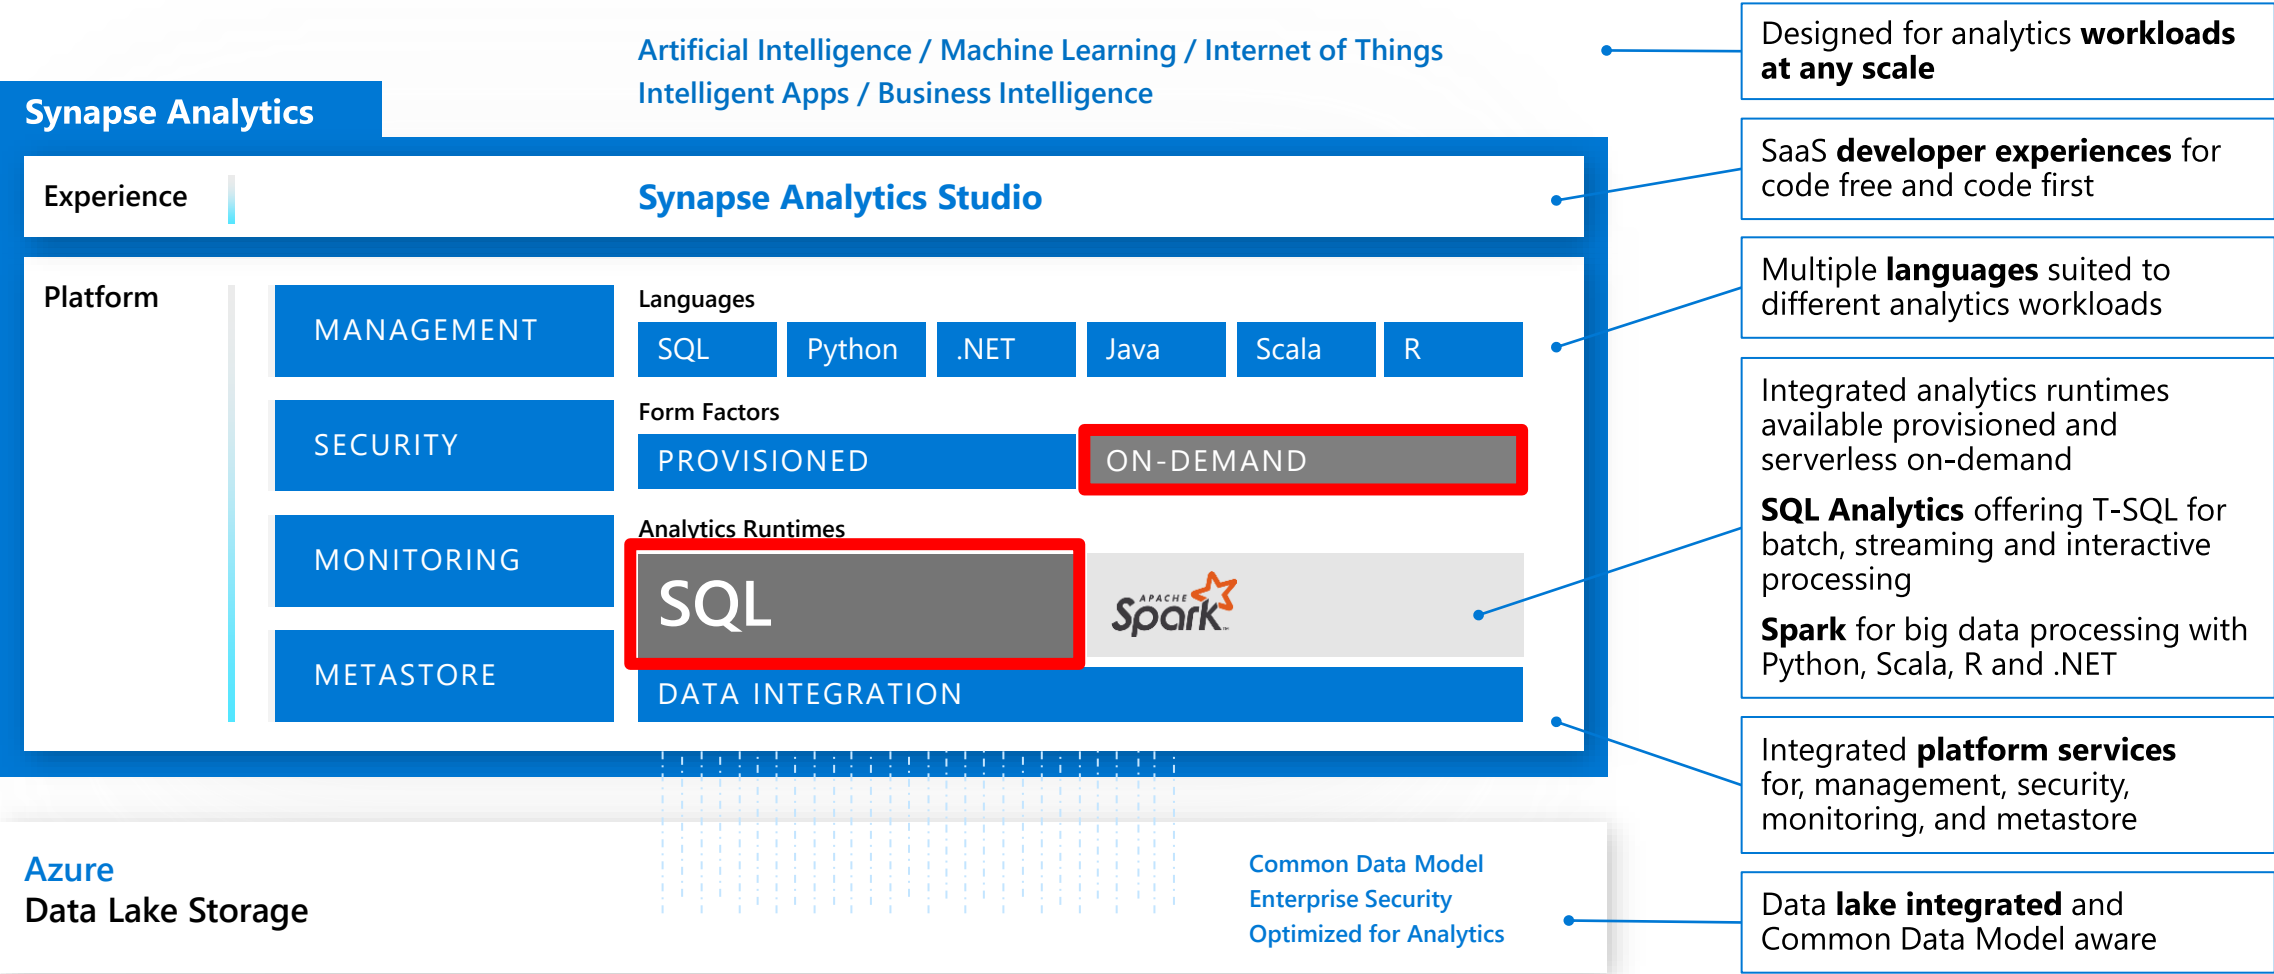 Artificial Intelligence / Machine Learning / Internet of Things
Intelligent Apps / Business Intelligence
Synapse Analytics
Experience
Synapse Analytics Studio
Platform
MANAGEMENT
SECURITY
MONITORING
METASTORE
Languages
SQL
Python
.NET
Java
Scala
R
Form Factors
PROVISIONED
ON-DEMAND
Analytics Runtimes
SQL
APACHE
Spark™
DATA INTEGRATION
Azure
Data Lake Storage
Common Data Model
Enterprise Security
Optimized for Analytics
Designed for analytics workloads
at any scale
SaaS developer experiences for
code free and code first
Multiple languages suited to
different analytics workloads
Integrated analytics runtimes
available provisioned and
serverless on-demand
SQL Analytics offering T-SQL for
batch, streaming and interactive
processing
Spark for big data processing with
Python, Scala, R and .NET
Integrated platform services
for, management, security,
monitoring, and metastore
Data lake integrated and
Common Data Model aware